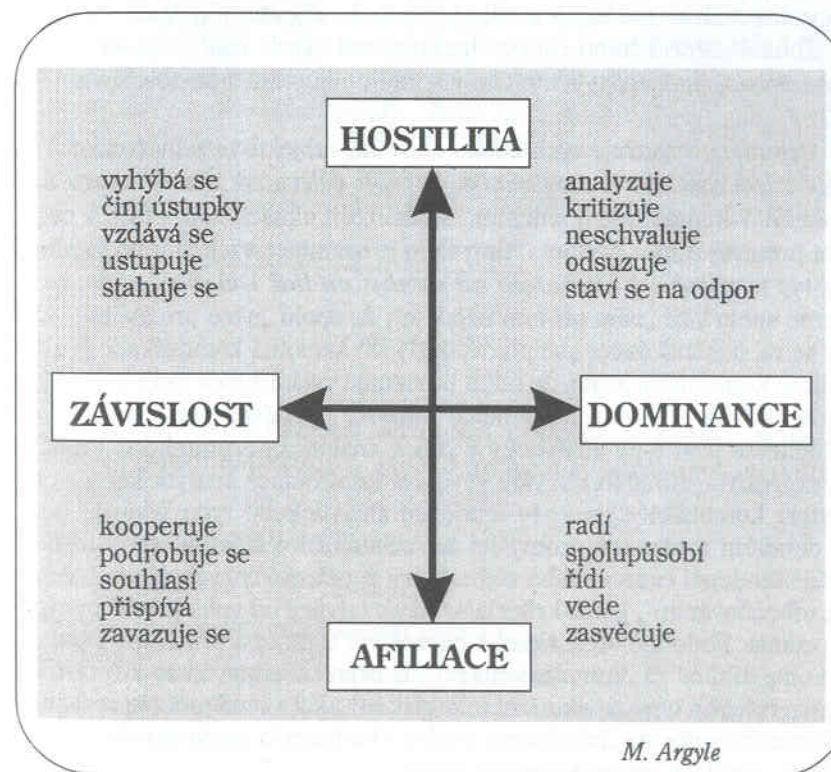 HOSTILITA
vyhýbá se
činí ústupky
vzdává se
ustupuje
stahuje se
analyzuje
kritizuje
neschvaluje
odsuzuje
staví se na odpor
ZÁVISLOST
DOMINANCE
kooperuje
podrobuje se
souhlasí
přispívá
zavazuje se
radí
spolupůsobí
řídí
vede
zasvěcuje
AFILIACE
M. Argyle